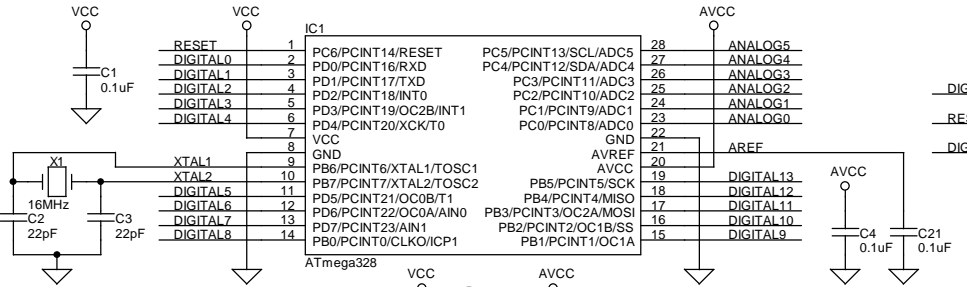 VCC
VCC
AVCC
IC1
RESET 1 PC6/PCINT14/RESET PC5/PCINT13/SCL/ADC5 28 ANALOG5
DIGITAL0 2 PD0/PCINT16/RXD PC4/PCINT12/SDA/ADC4 27 ANALOG4
DIGITAL1 3 PD1/PCINT17/TXD PC3/PCINT11/ADC3 26 ANALOG3
DIGITAL2 4 PD2/PCINT18/INT0 PC2/PCINT10/ADC2 25 ANALOG2
DIGITAL3 5 PD3/PCINT19/OC2B/INT1 PC1/PCINT9/ADC1 24 ANALOG1
DIGITAL4 6 PD4/PCINT20/XCK/T0 PC0/PCINT8/ADC0 23 ANALOG0
7 VCC GND 22
8 GND AVREF 21 AREF
XTAL1 9 PB6/PCINT6/XTAL1/TOSC1 AVCC 20
XTAL2 10 PB7/PCINT7/XTAL2/TOSC2 PB5/PCINT5/SCK 19 DIGITAL13
DIGITAL5 11 PD5/PCINT21/OC0B/T1 PB4/PCINT4/MISO 18 DIGITAL12
DIGITAL6 12 PD6/PCINT22/OC0A/AIN0 PB3/PCINT3/OC2A/MOSI 17 DIGITAL11
DIGITAL7 13 PD7/PCINT23/AIN1 PB2/PCINT2/OC1B/SS 16 DIGITAL10
DIGITAL8 14 PB0/PCINT0/CLKO/ICP1 PB1/PCINT1/OC1A 15 DIGITAL9
ATmega328
C1
0.1uF
X1
16MHz
C2
22pF
C3
22pF
AVCC
C4
0.1uF
C21
0.1uF
VCC
AVCC